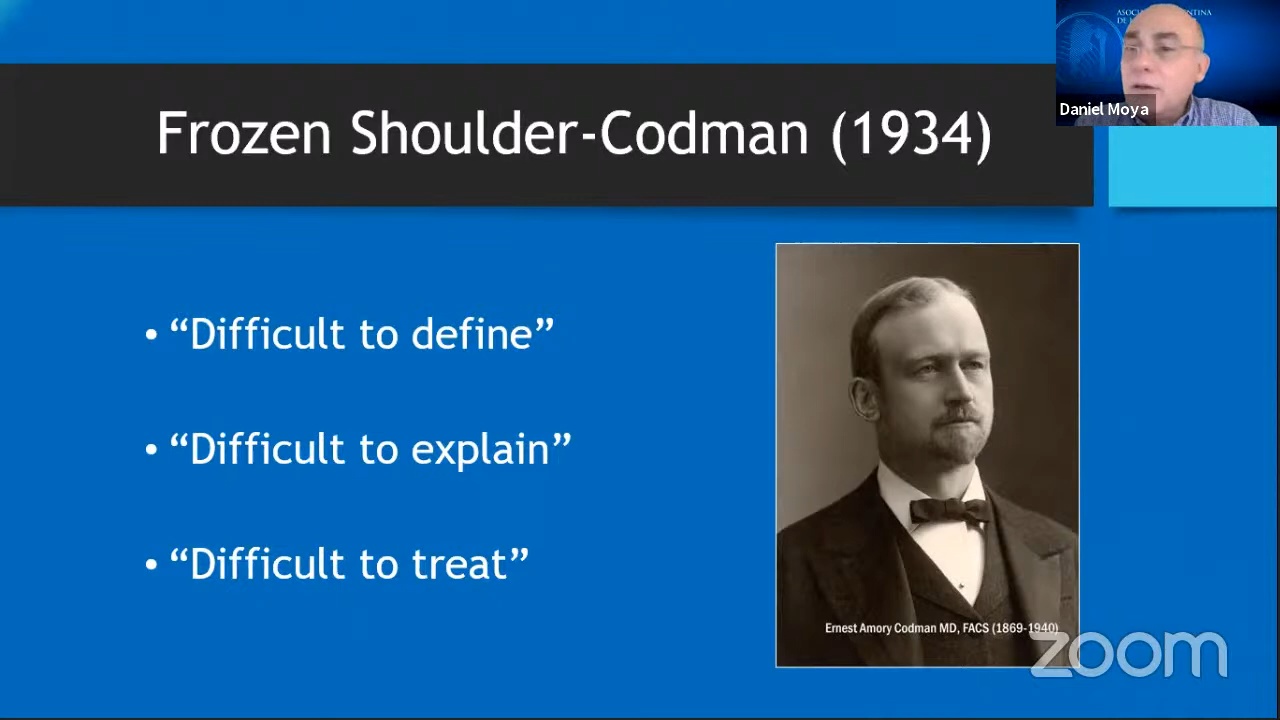 Frozen Shoulder-Codman (1934)
Daniel Moya
• “Difficult to define”
• “Difficult to explain”
• “Difficult to treat”
Ernest Amory Codman MD, FACS (1869-1940)
zoom